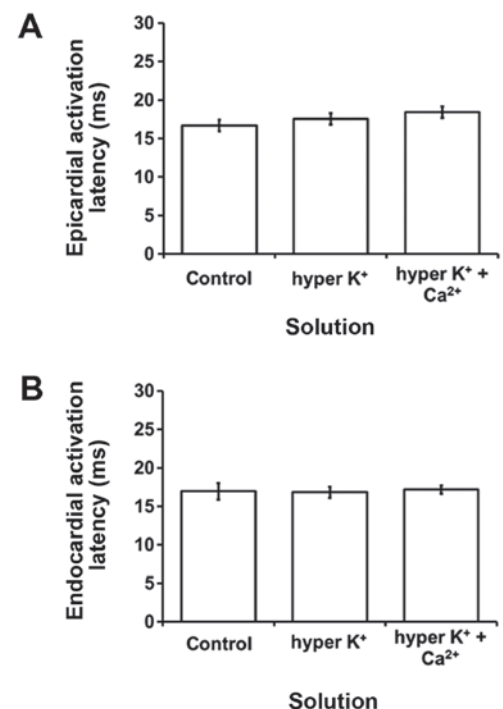 A
Epicardial activation
latency (ms)
30
25
20
15
10
5
0
Control
hyper K⁺
hyper K⁺ +
Ca²⁺
Solution
B
Endocardial activation
latency (ms)
30
25
20
15
10
5
0
Control
hyper K⁺
hyper K⁺ +
Ca²⁺
Solution